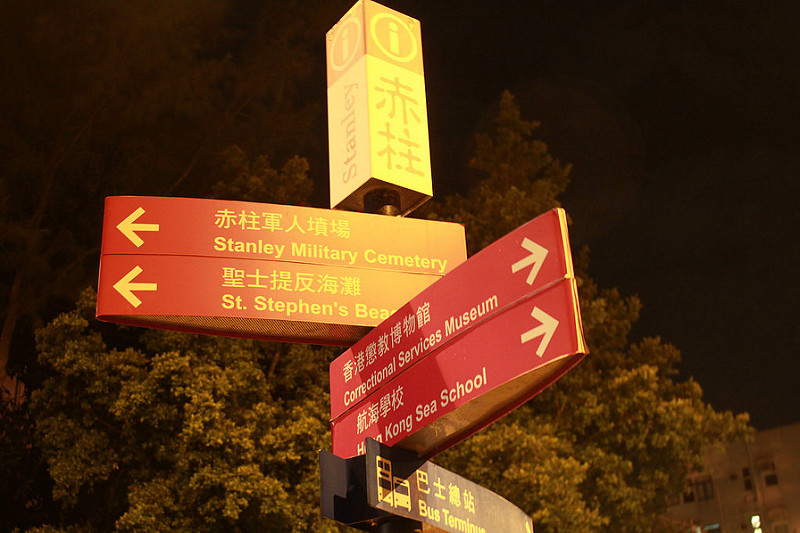 Stanley
赤柱
赤柱軍人墳場
Stanley Military Cemetery
聖士提反海灘
St. Stephen's
香港懲教博物館
Correctional Services Museum
航海學校
Kong Sea School
巴士總站
Bus